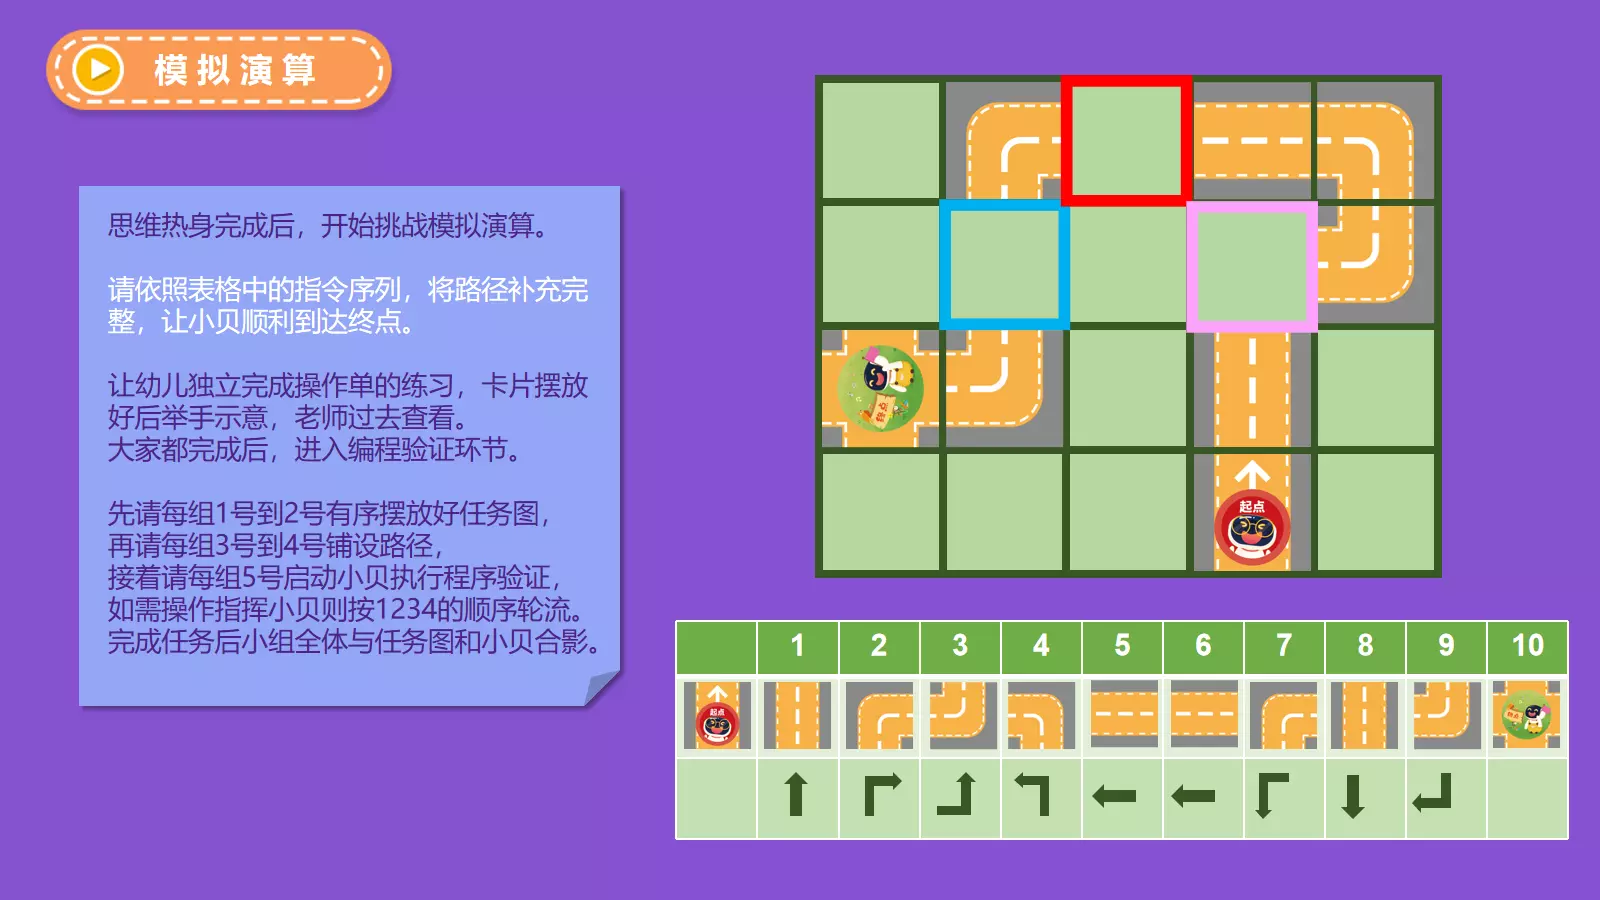 模拟演算
思维热身完成后，开始挑战模拟演算。
请依照表格中的指令序列，将路径补充完
整，让小贝顺利到达终点。
让幼儿独立完成操作单的练习，卡片摆放
好后举手示意，老师过去查看。
大家都完成后，进入编程验证环节。
先请每组1号到2号有序摆放好任务图，
再请每组3号到4号铺设路径，
接着请每组5号启动小贝执行程序验证，
如需操作指挥小贝则按1234的顺序轮流。
完成任务后小组全体与任务图和小贝合影。
终点
起点
1 2 3 4 5 6 7 8 9 10
起点
终点